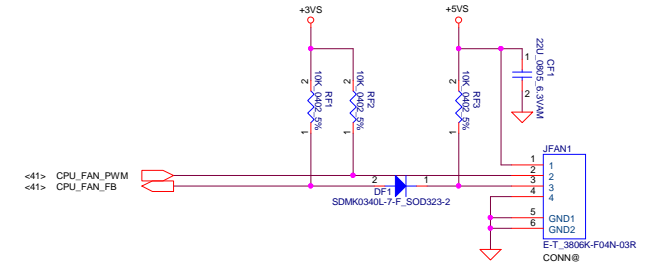 +3VS
+5VS
2
10K_0402_5%
RF1
1
2
10K_0402_5%
RF2
1
2
10K_0402_5%
RF3
1
1
CF1
22U_0805_6.3VAM
2
JFAN1
<41> CPU_FAN_PWM
<41> CPU_FAN_FB
2
DF1
1
SDMK0340L-7-F_SOD323-2
1 1
2 2
3 3
4 4
5 GND1
6 GND2
E-T_3806K-F04N-03R
CONN@